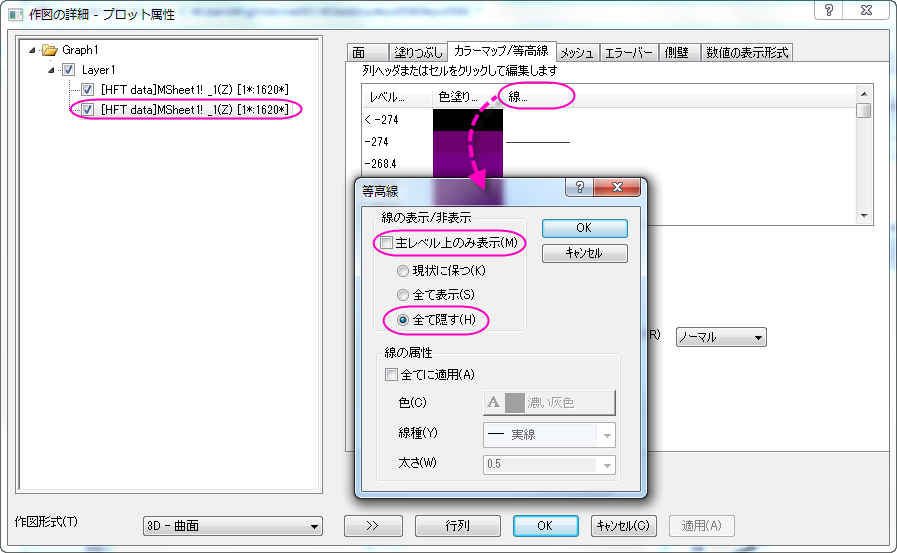 作図の詳細 - プロット属性
Graph1
Layer1
[HFT data]MSheet1! _1(Z) [1*:1620*]
[HFT data]MSheet1! _1(Z) [1*:1620*]
面
塗りつぶし
カラーマップ/等高線
メッシュ
エラーバー
側壁
数値の表示形式
列ヘッダまたはセルをクリックして編集します
レベル...
色塗り...
線...
< -274
-274
-268.4
等高線
線の表示/非表示
主レベル上のみ表示(M)
現状に保つ(K)
全て表示(S)
全て隠す(H)
OK
キャンセル
R)
ノーマル
線の属性
全てに適用(A)
色(C)
A
濃い灰色
線種(Y)
実線
太さ(W)
0.5
作図形式(T)
3D - 曲面
>>
行列
OK
キャンセル(C)
適用(A)